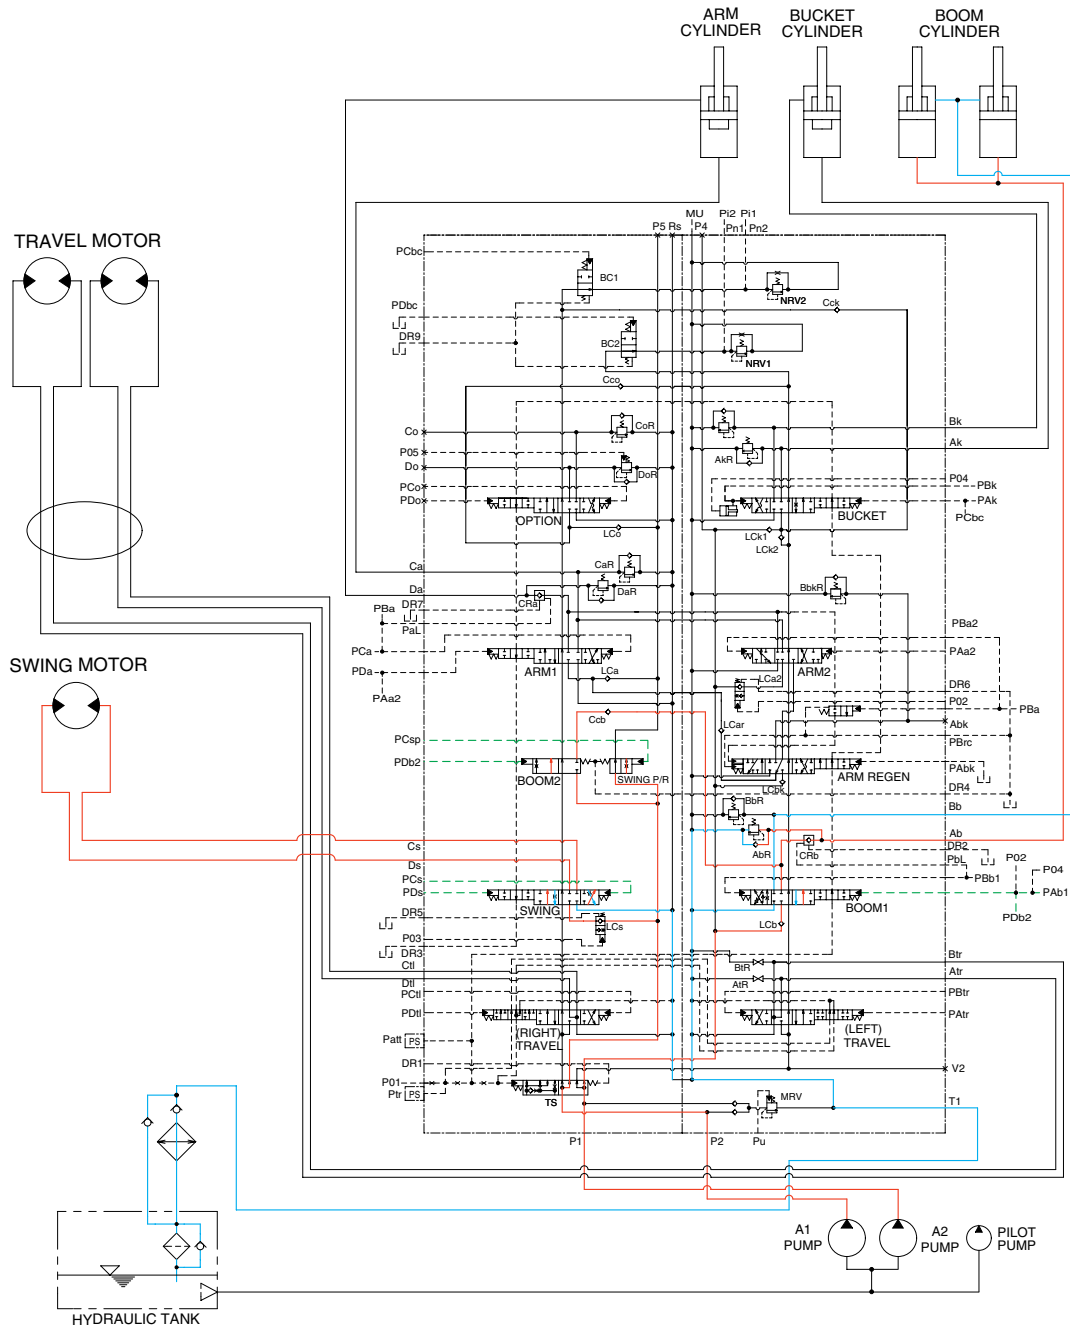 ARM
CYLINDER
BUCKET
CYLINDER
BOOM
CYLINDER
TRAVEL MOTOR
SWING MOTOR
MU
Pi2
Pi1
P5
Rs
P4
Pn1
Pn2
PCbc
BC1
NRV2
Cck
PDbc
DR9
BC2
NRV1
Cco
Co
CoR
Bk
Ak
P05
AkR
Do
DoR
P04
PBk
PCo
PDo
PAk
OPTION
BUCKET
PCbc
LCo
LCk1
LCk2
Ca
CaR
Da
DaR
CRa
BbkR
DR7
PBa
PaL
PBa2
PCa
PAa2
PDa
ARM1
LCa
LCa2
ARM2
PAa2
DR6
P02
PBa
Ccb
LCar
Abk
PCsp
PBrc
PDb2
BOOM2
SWING P/R
ARM REGEN
PAbk
LCbk
DR4
BbR
Bb
AbR
CRb
Ab
DR2
Cs
Ds
PbL
P02
P04
PCs
PBb1
PDs
PAb1
SWING
BOOM1
PDb2
DR5
LCs
LCb
P03
DR3
Ctl
BtR
Btr
Dtl
AtR
Atr
PCtl
PBtr
PDtl
PAtr
(RIGHT)
TRAVEL
(LEFT)
TRAVEL
Patt
PS
DR1
V2
P01
Ptr
PS
TS
MRV
T1
P1
P2
Pu
A1
PUMP
A2
PUMP
PILOT
PUMP
HYDRAULIC TANK